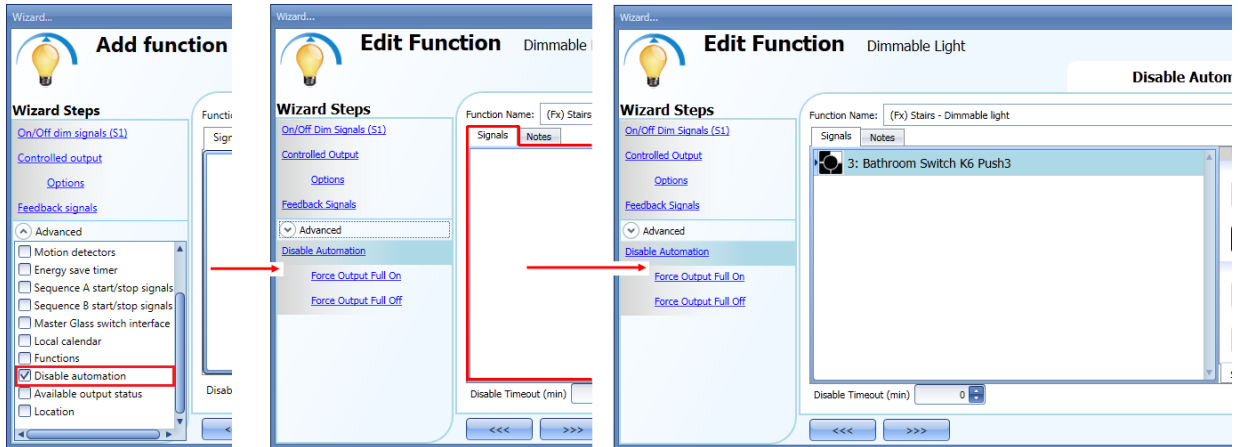 Wizard...
Add function
Wizard Steps
On/Off dim signals (S1)
Controlled output
Options
Feedback signals
Advanced
Motion detectors
Energy save timer
Sequence A start/stop signals
Sequence B start/stop signals
Master Glass switch interface
Local calendar
Functions
Disable automation
Available output status
Location
Wizard...
Edit Function Dimmable
Wizard Steps
On/Off Dim Signals (S1)
Controlled Output
Options
Feedback Signals
Advanced
Disable Automation
Force Output Full On
Force Output Full Off
Function Name: (Fx) Stairs
Signals Notes
Disable Timeout (min)
<<< >>>
Wizard...
Edit Function Dimmable Light
Disable Autom
Wizard Steps
On/Off Dim Signals (S1)
Controlled Output
Options
Feedback Signals
Advanced
Disable Automation
Force Output Full On
Force Output Full Off
Function Name: (Fx) Stairs - Dimmable light
Signals Notes
3: Bathroom Switch K6 Push3
Disable Timeout (min) 0
<<< >>>